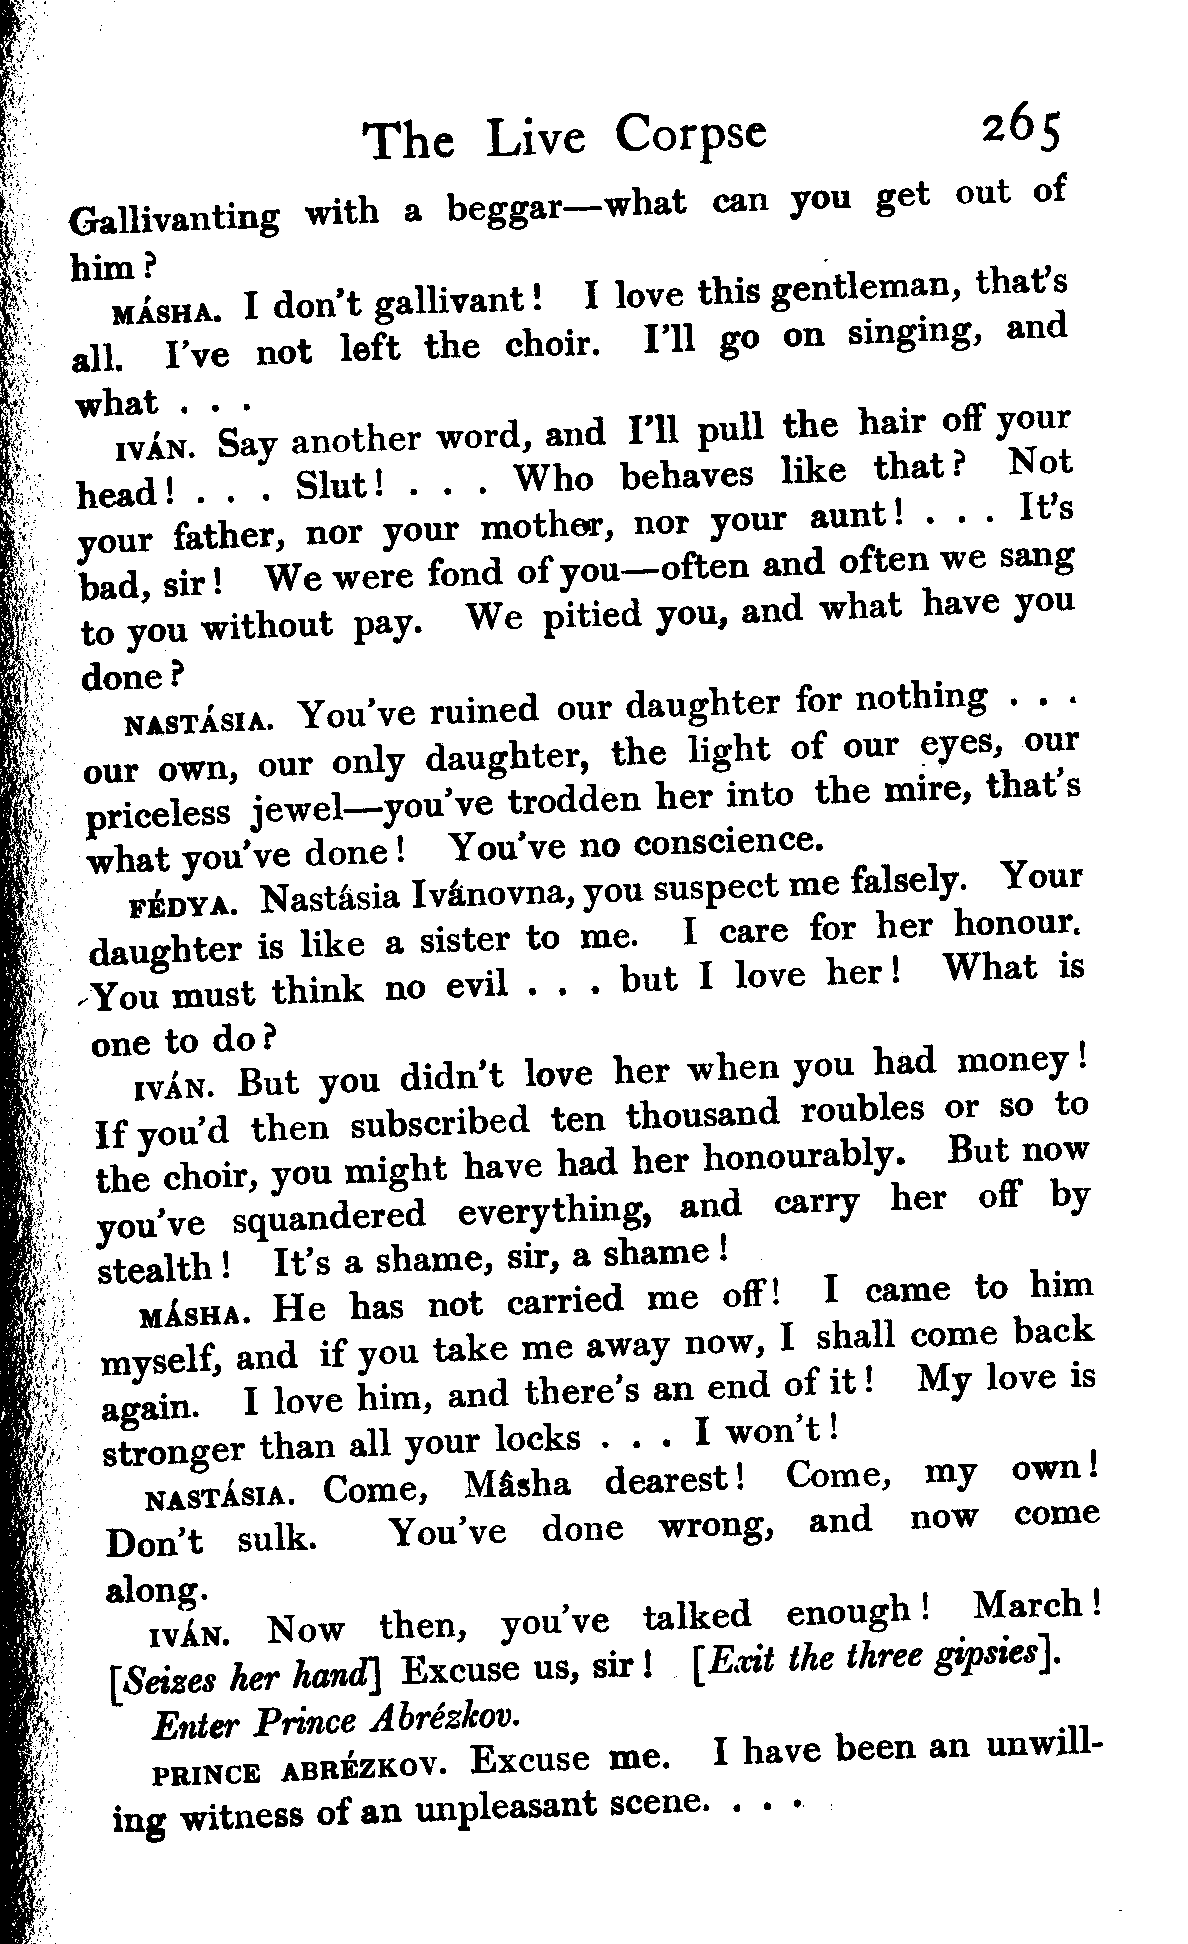 The Live Corpse 265
Gallivanting with a beggar—what can you get out of
him?
MÁSHA. I don't gallivant! I love this gentleman, that's
all. I've not left the choir. I'll go on singing, and
what . . .
IVÁN. Say another word, and I'll pull the hair off your
head! . . . Slut! . . . Who behaves like that? Not
your father, nor your mother, nor your aunt! . . . It's
bad, sir! We were fond of you—often and often we sang
to you without pay. We pitied you, and what have you
done?
NASTÁSIA. You've ruined our daughter for nothing . . .
our own, our only daughter, the light of our eyes, our
priceless jewel—you've trodden her into the mire, that's
what you've done! You've no conscience.
FÉDYA. Nastásia Ivánovna, you suspect me falsely. Your
daughter is like a sister to me. I care for her honour.
You must think no evil . . . but I love her! What is
one to do?
IVÁN. But you didn't love her when you had money!
If you'd then subscribed ten thousand roubles or so to
the choir, you might have had her honourably. But now
you've squandered everything, and carry her off by
stealth! It's a shame, sir, a shame!
MÁSHA. He has not carried me off! I came to him
myself, and if you take me away now, I shall come back
again. I love him, and there's an end of it! My love is
stronger than all your locks . . . I won't!
NASTÁSIA. Come, Mâsha dearest! Come, my own!
Don't sulk. You've done wrong, and now come
along.
IVÁN. Now then, you've talked enough! March!
[Seizes her hand] Excuse us, sir! [Exit the three gipsies].
Enter Prince Abrézkov.
PRINCE ABRÉZKOV. Excuse me. I have been an unwill-
ing witness of an unpleasant scene. . . .